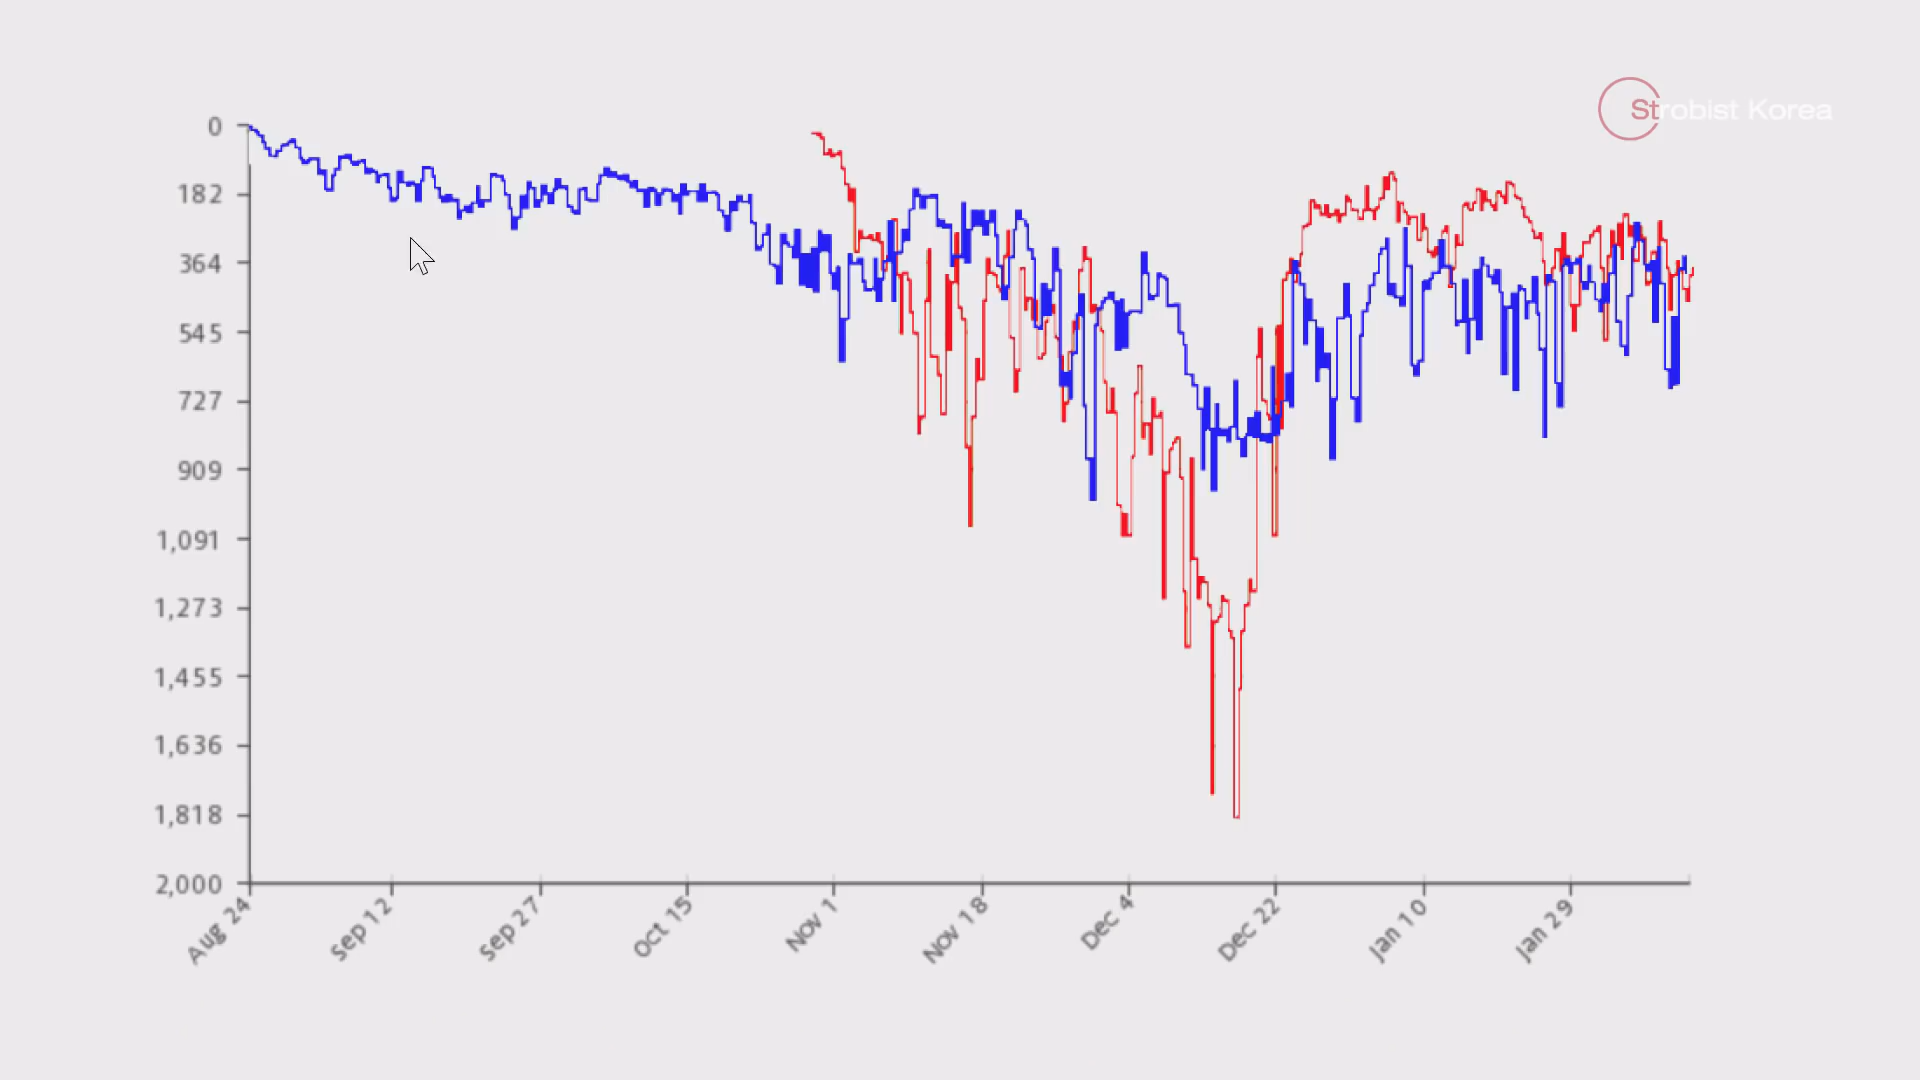 Strobist Korea
0
182
364
545
727
909
1,091
1,273
1,455
1,636
1,818
2,000
Aug 24
Sep 12
Sep 27
Oct 15
Nov 1
Nov 18
Dec 4
Dec 22
Jan 10
Jan 29